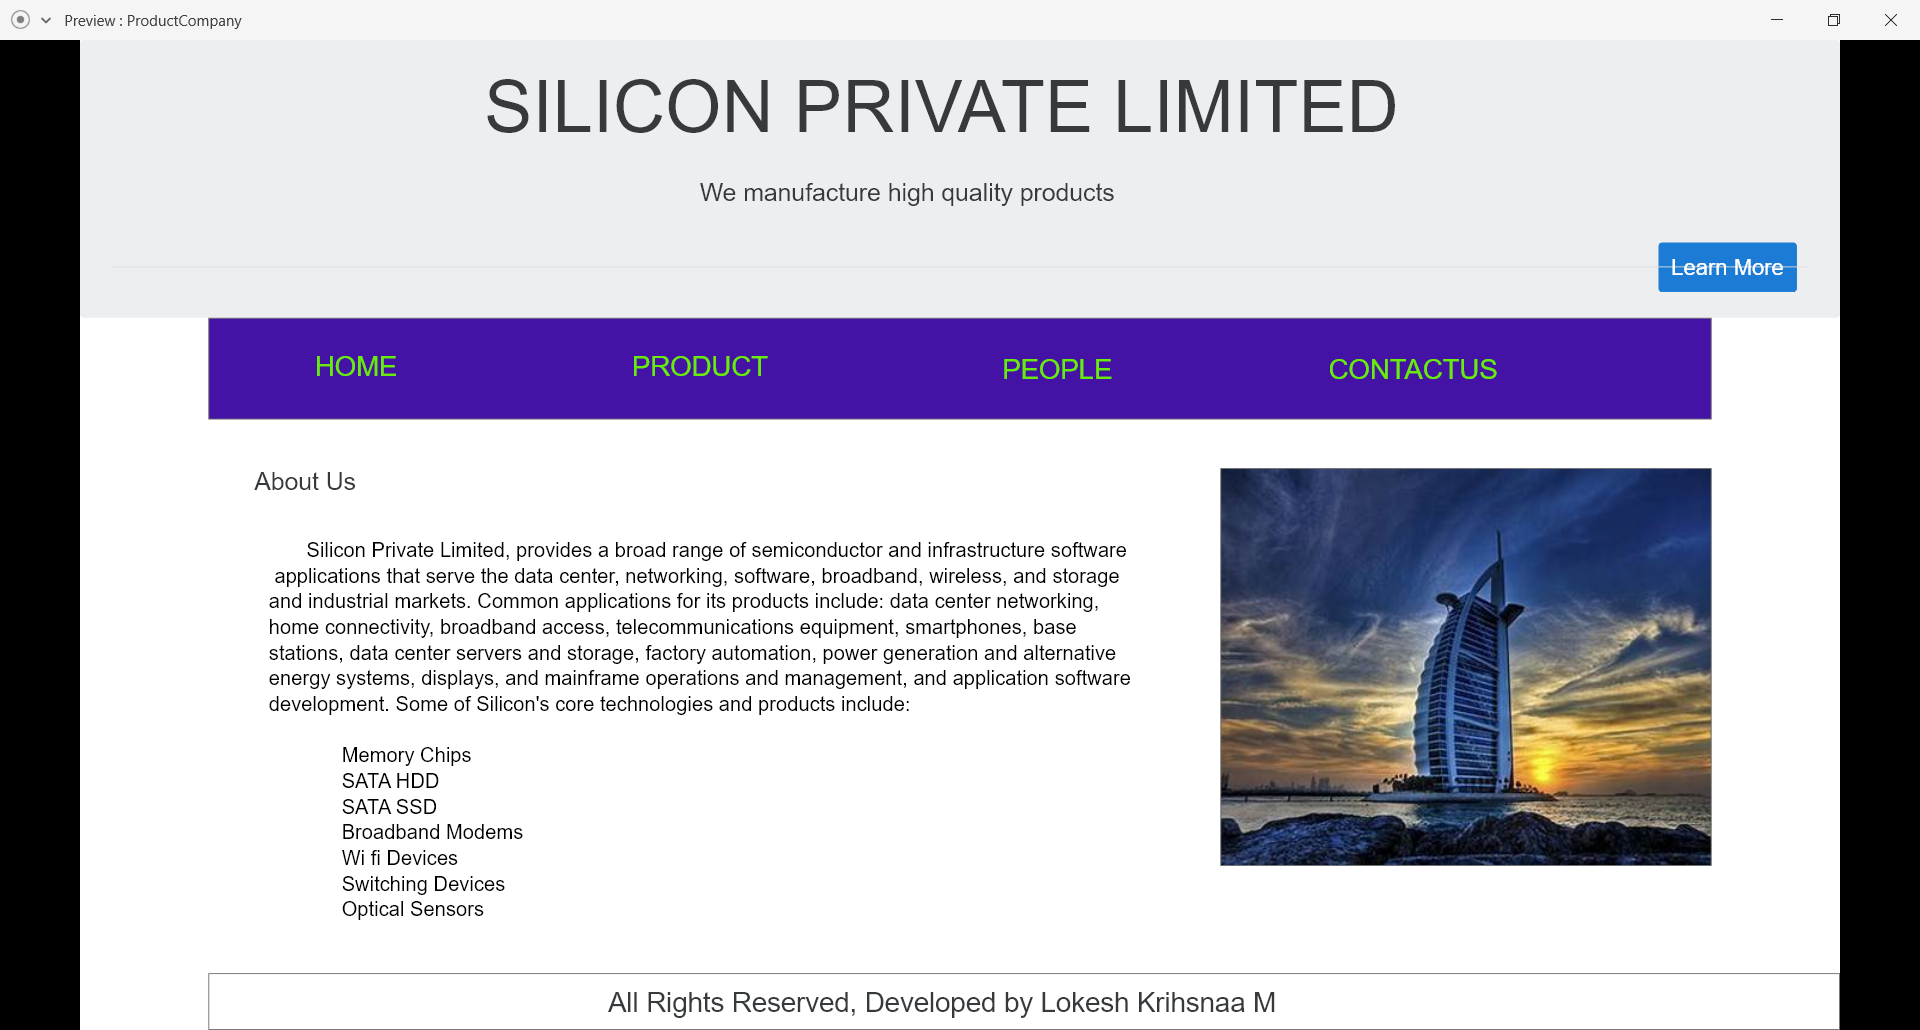 Preview : ProductCompany
SILICON PRIVATE LIMITED
We manufacture high quality products
Learn More
HOME PRODUCT PEOPLE CONTACTUS
About Us
Silicon Private Limited, provides a broad range of semiconductor and infrastructure software
applications that serve the data center, networking, software, broadband, wireless, and storage
and industrial markets. Common applications for its products include: data center networking,
home connectivity, broadband access, telecommunications equipment, smartphones, base
stations, data center servers and storage, factory automation, power generation and alternative
energy systems, displays, and mainframe operations and management, and application software
development. Some of Silicon's core technologies and products include:
Memory Chips
SATA HDD
SATA SSD
Broadband Modems
Wi fi Devices
Switching Devices
Optical Sensors
All Rights Reserved, Developed by Lokesh Krihsnaa M